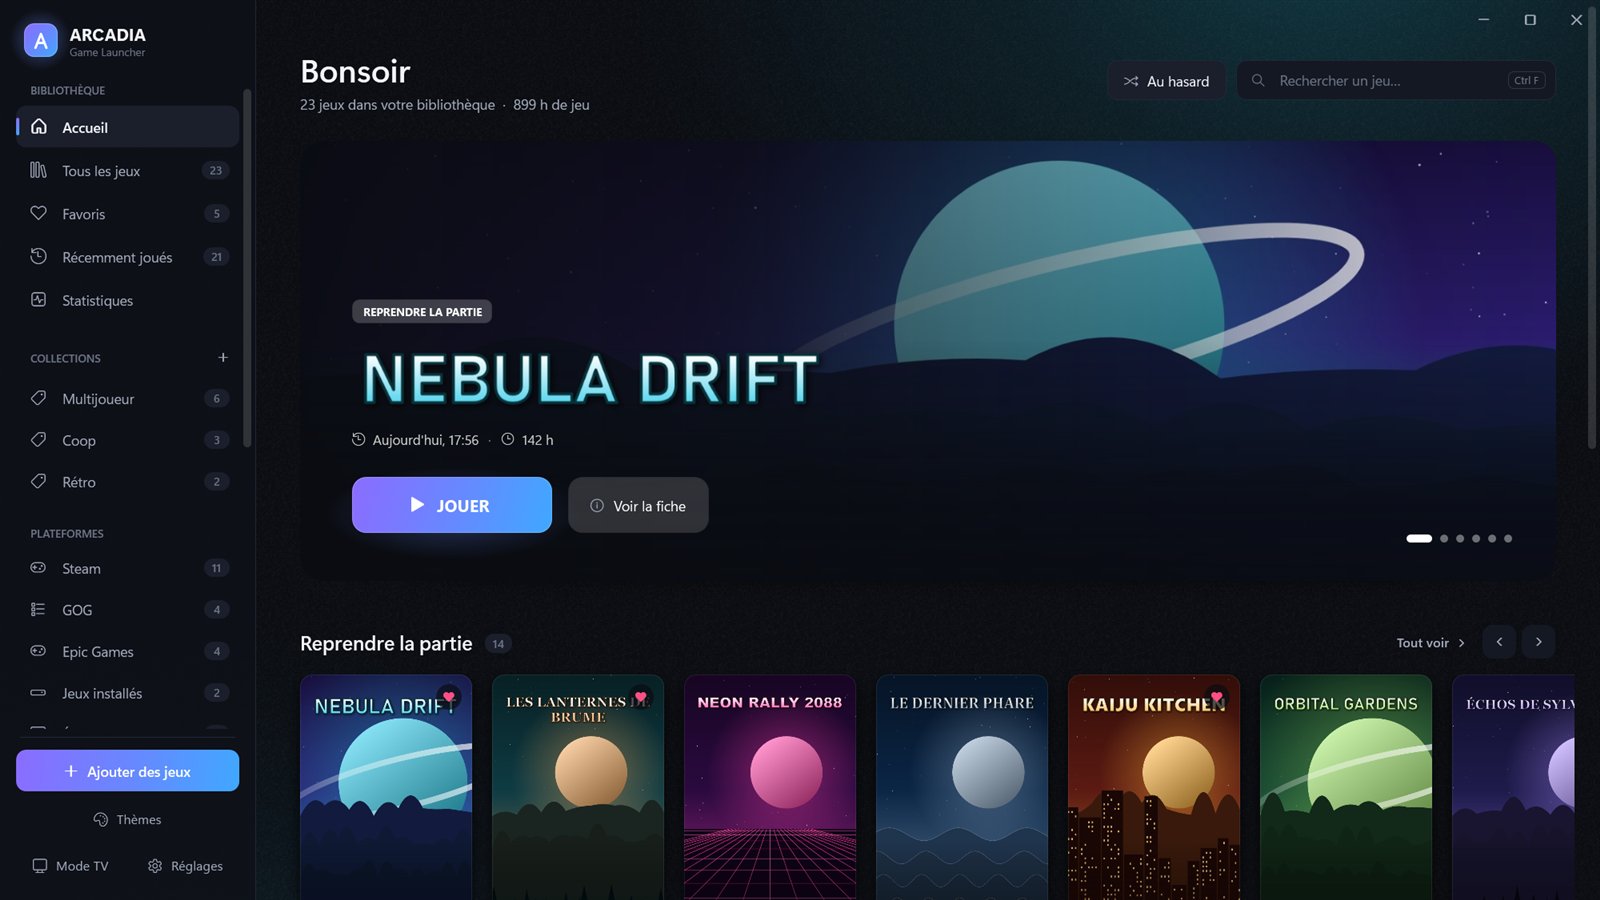 A
ARCADIA
Game Launcher
BIBLIOTHÈQUE
Accueil
Tous les jeux 23
Favoris 5
Récemment joués 21
Statistiques
COLLECTIONS +
Multijoueur 6
Coop 3
Rétro 2
PLATEFORMES
Steam 11
GOG 4
Epic Games 4
Jeux installés 2
+ Ajouter des jeux
Thèmes
Mode TV
Réglages
Bonsoir
23 jeux dans votre bibliothèque · 899 h de jeu
Au hasard
Rechercher un jeu...
Ctrl F
REPRENDRE LA PARTIE
NEBULA DRIFT
Aujourd'hui, 17:56 · 142 h
JOUER
Voir la fiche
Reprendre la partie 14
Tout voir
NEBULA DRIFT
LES LANTERNES DE
BRUME
NEON RALLY 2088
LE DERNIER PHARE
KAIJU KITCHEN
ORBITAL GARDENS
ÉCHOS DE SYLV